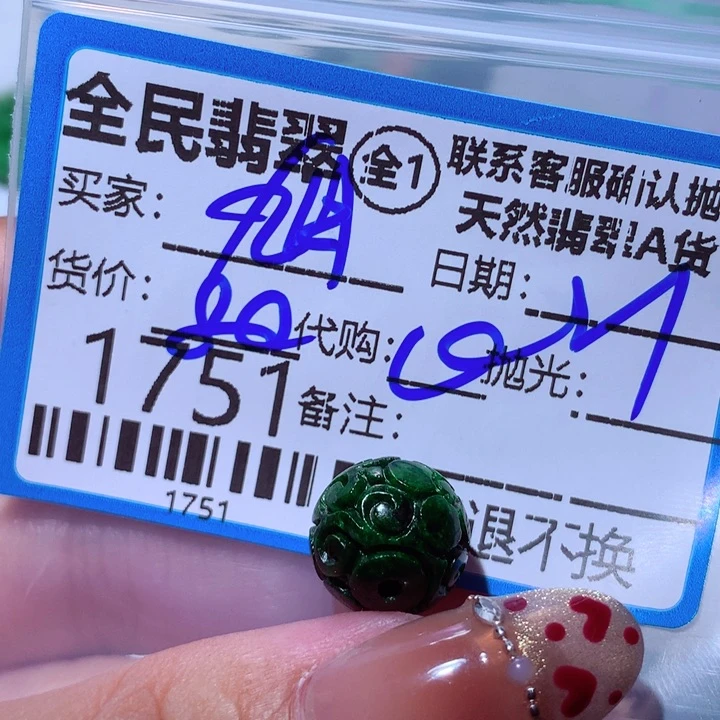 全民翡翠 全1 联系客服确认抛
天然翡翠A货
买家:
日期:
货价: 代购: 抛光:
1751 备注:
1751
退不换